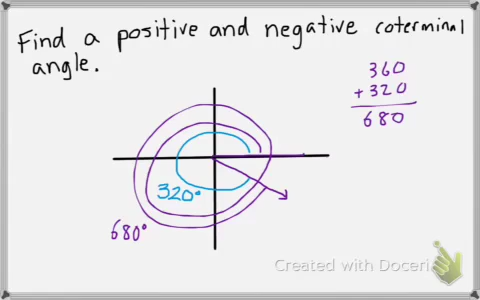 Find a positive and negative coterminal
angle.
360
+ 320
680
320°
680°
Created with Doceri